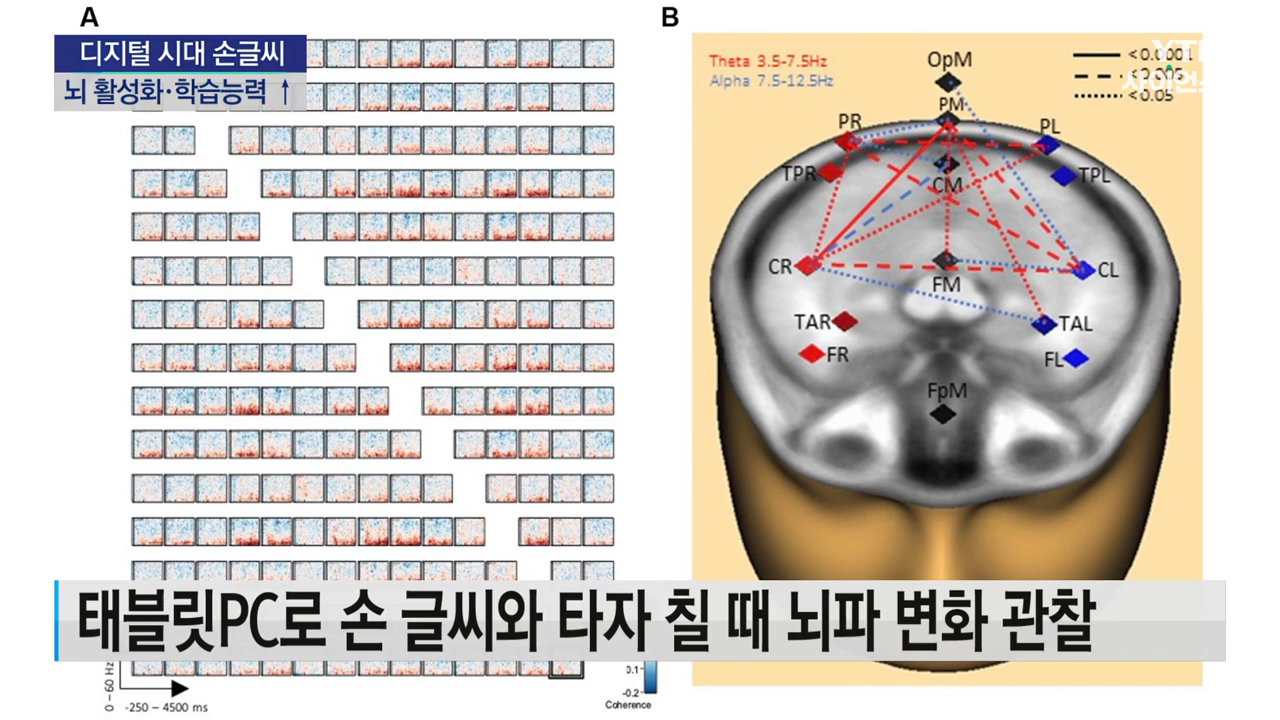 A
B
디지털 시대 손글씨
뇌 활성화·학습능력 ↑
Theta 3.5-7.5Hz
Alpha 7.5-12.5Hz
<0.05
OpM
PM
PR
PL
TPR
CM
TPL
CR
FM
CL
TAR
TAL
FR
FL
FpM
태블릿PC로 손 글씨와 타자 칠 때 뇌파 변화 관찰
0 – 60 Hz
-250 – 4500 ms
0.1
-0.2
Coherence